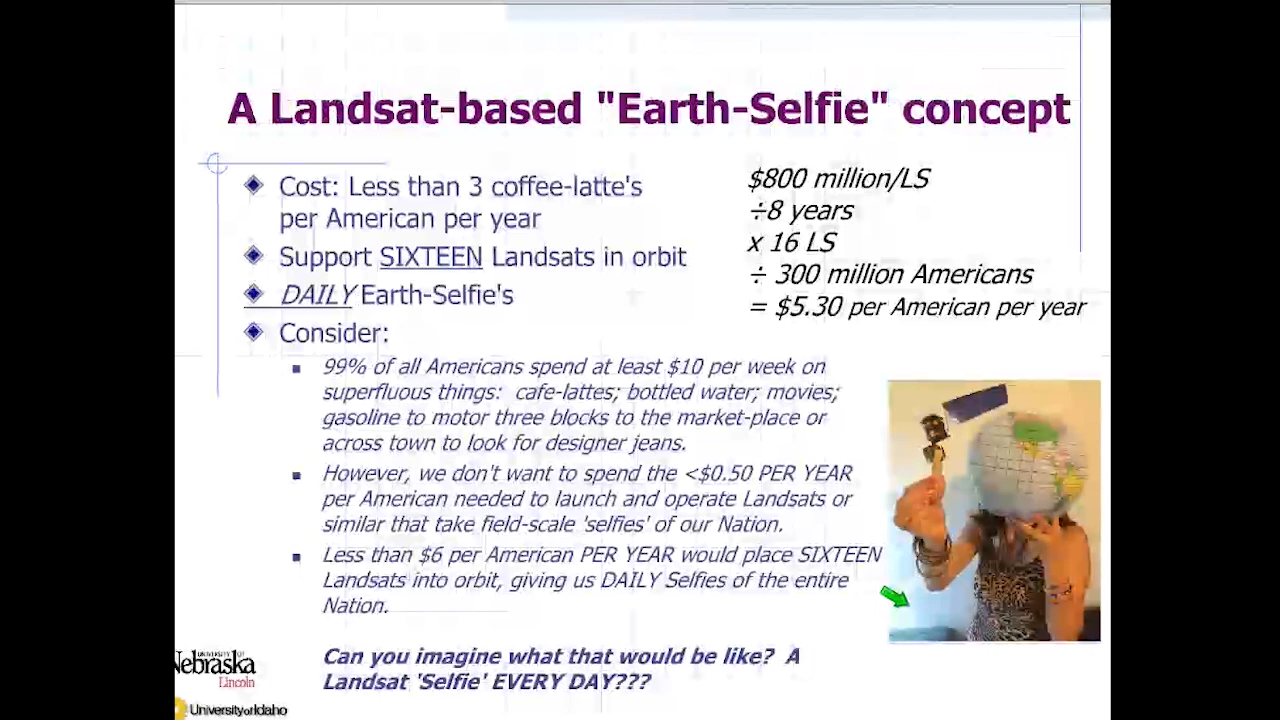 A Landsat-based "Earth-Selfie" concept
Cost: Less than 3 coffee-latte's
per American per year
Support SIXTEEN Landsats in orbit
DAILY Earth-Selfie's
Consider:
99% of all Americans spend at least $10 per week on
superfluous things: cafe-lattes; bottled water; movies;
gasoline to motor three blocks to the market-place or
across town to look for designer jeans.
However, we don't want to spend the <$0.50 PER YEAR
per American needed to launch and operate Landsats or
similar that take field-scale 'selfies' of our Nation.
Less than $6 per American PER YEAR would place SIXTEEN
Landsats into orbit, giving us DAILY Selfies of the entire
Nation.
Can you imagine what that would be like? A
Landsat 'Selfie' EVERY DAY???
$800 million/LS
÷8 years
x 16 LS
÷ 300 million Americans
= $5.30 per American per year
UNIVERSITY OF
Nebraska
Lincoln
University of Idaho